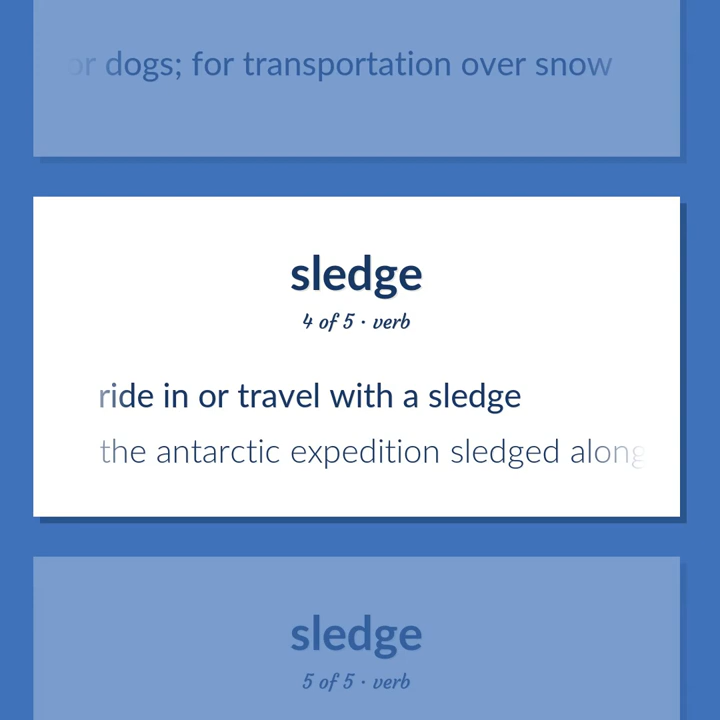 or dogs; for transportation over snow
sledge
4 of 5 · verb
ride in or travel with a sledge
the antarctic expedition sledged along
sledge
5 of 5 · verb